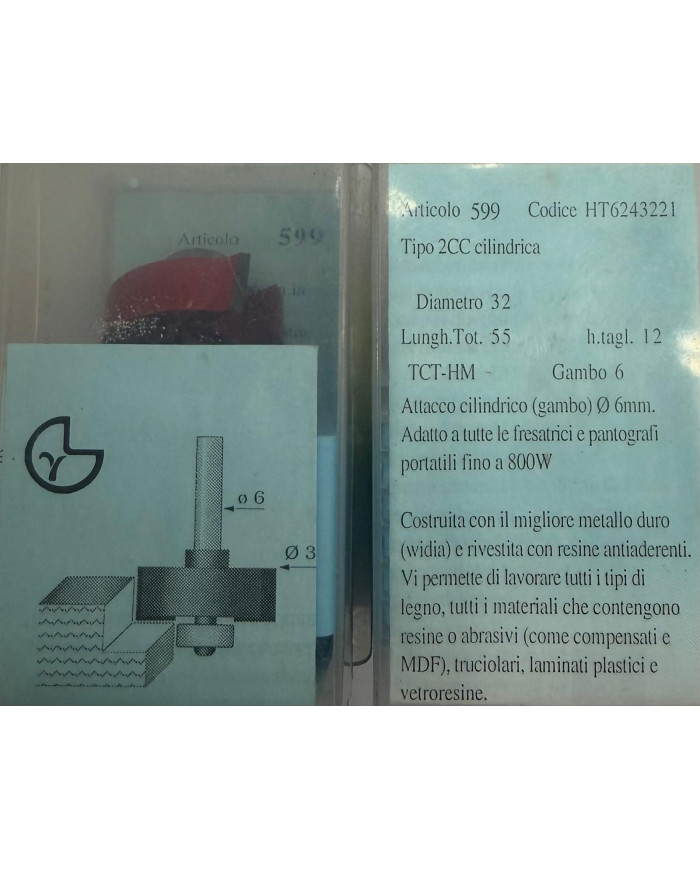 Articolo 599
ø 6
Ø 3
Articolo 599 Codice HT6243221
Tipo 2CC cilindrica
Diametro 32
Lungh.Tot. 55 h.tagl. 12
TCT-HM - Gambo 6
Attacco cilindrico (gambo) Ø 6mm.
Adatto a tutte le fresatrici e pantografi
portatili fino a 800W
Costruita con il migliore metallo duro
(widia) e rivestita con resine antiaderenti.
Vi permette di lavorare tutti i tipi di
legno, tutti i materiali che contengono
resine o abrasivi (come compensati e
MDF), truciolari, laminati plastici e
vetroresine.